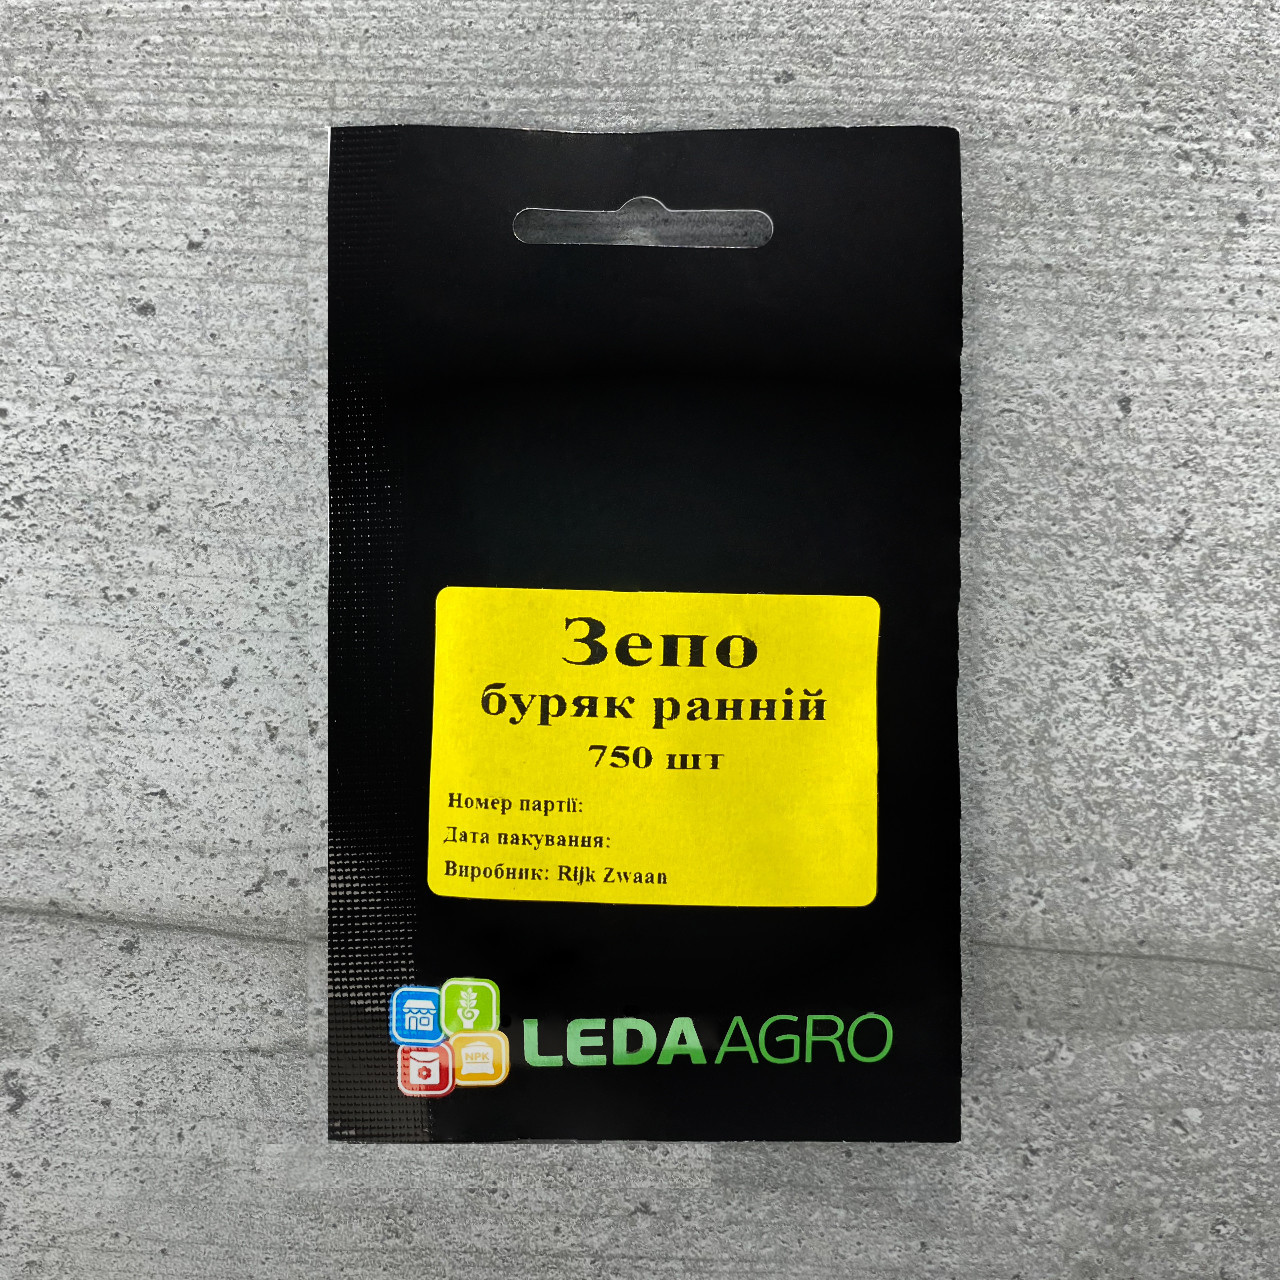 Зепо
буряк ранній
750 шт
Номер партії:
Дата пакування:
Виробник: Rijk Zwaan
NPK
LEDA AGRO